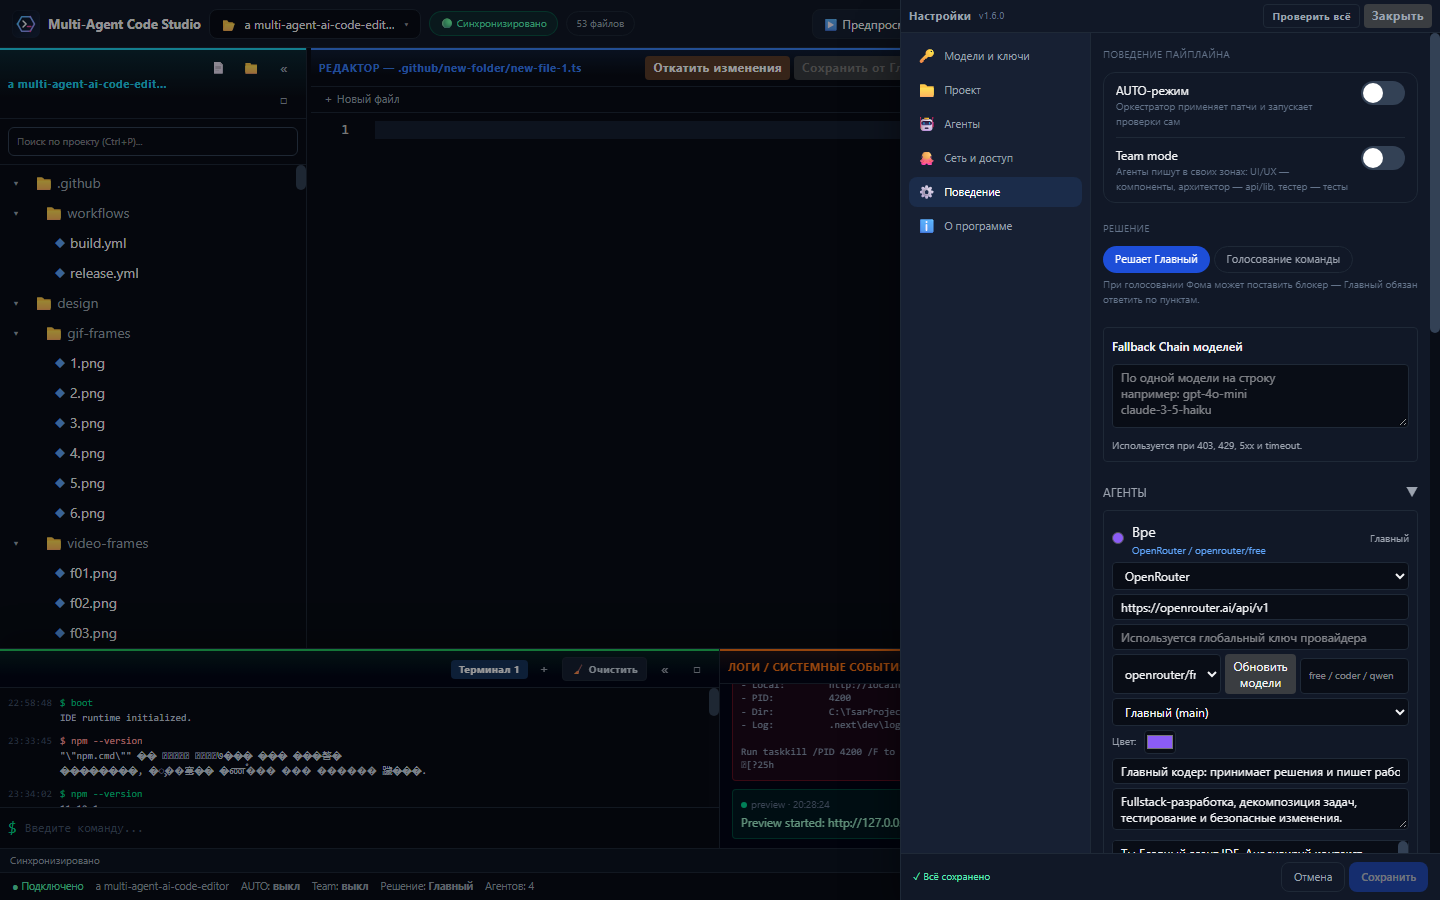 Multi-Agent Code Studio
a multi-agent-ai-code-edit...
Синхронизировано
53 файлов
Настройки v1.6.0
Проверить всё
Закрыть
a multi-agent-ai-code-edit...
Поиск по проекту (Ctrl+P)...
.github
workflows
build.yml
release.yml
design
gif-frames
1.png
2.png
3.png
4.png
5.png
6.png
video-frames
f01.png
f02.png
f03.png
РЕДАКТОР — .github/new-folder/new-file-1.ts
Откатить изменения
+ Новый файл
1
Терминал 1
+
Очистить
22:58:48 $ boot
IDE runtime initialized.
23:33:45 $ npm --version
23:34:02 $ npm --version
$ Введите команду...
ЛОГИ / СИСТЕМНЫЕ
- PID: 4200
- Dir:
- Log:
Run taskkill /PID 4200 /F to
preview · 20:28:24
Preview started:
Модели и ключи
Проект
Агенты
Сеть и доступ
Поведение
О программе
ПОВЕДЕНИЕ ПАЙПЛАЙНА
AUTO-режим
Оркестратор применяет патчи и запускает
проверки сам
Team mode
Агенты пишут в своих зонах: UI/UX —
компоненты, архитектор — api/lib, тестер — тесты
РЕШЕНИЕ
Решает Главный
Голосование команды
При голосовании Фома может поставить блокер — Главный обязан
ответить по пунктам.
Fallback Chain моделей
По одной модели на строку
например: gpt-4o-mini
claude-3-5-haiku
Используется при 403, 429, 5xx и timeout.
АГЕНТЫ
Вре
Главный
OpenRouter / openrouter/free
OpenRouter
https://openrouter.ai/api/v1
Используется глобальный ключ провайдера
Обновить
модели
free / coder / qwen
Главный (main)
Цвет:
Главный кодер: принимает решения и пишет
Fullstack-разработка, декомпозиция задач,
тестирование и безопасные изменения.
✓ Всё сохранено
Отмена
Сохранить
Синхронизировано
Подключено
a multi-agent-ai-code-editor
AUTO: выкл
Team: выкл
Решение: Главный
Агентов: 4